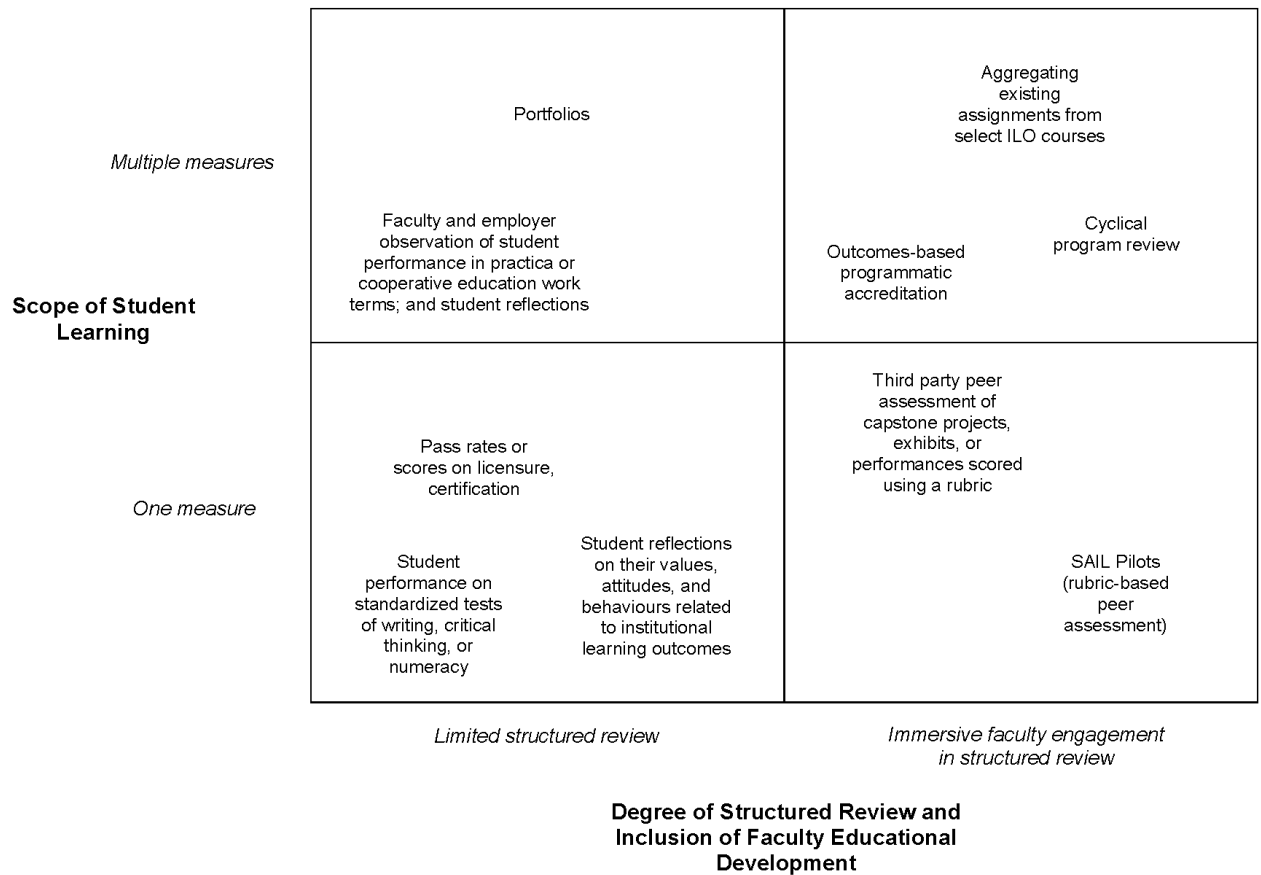 Portfolios
Aggregating
existing
assignments from
select ILO courses
Multiple measures
Faculty and employer
observation of student
performance in practica or
cooperative education work
terms; and student reflections
Outcomes-based
programmatic
accreditation
Cyclical
program review
Scope of Student
Learning
Pass rates or
scores on licensure,
certification
Third party peer
assessment of
capstone projects,
exhibits, or
performances scored
using a rubric
One measure
Student
performance on
standardized tests
of writing, critical
thinking, or
numeracy
Student reflections
on their values,
attitudes, and
behaviours related
to institutional
learning outcomes
SAIL Pilots
(rubric-based
peer
assessment)
Limited structured review
Immersive faculty engagement
in structured review
Degree of Structured Review and
Inclusion of Faculty Educational
Development